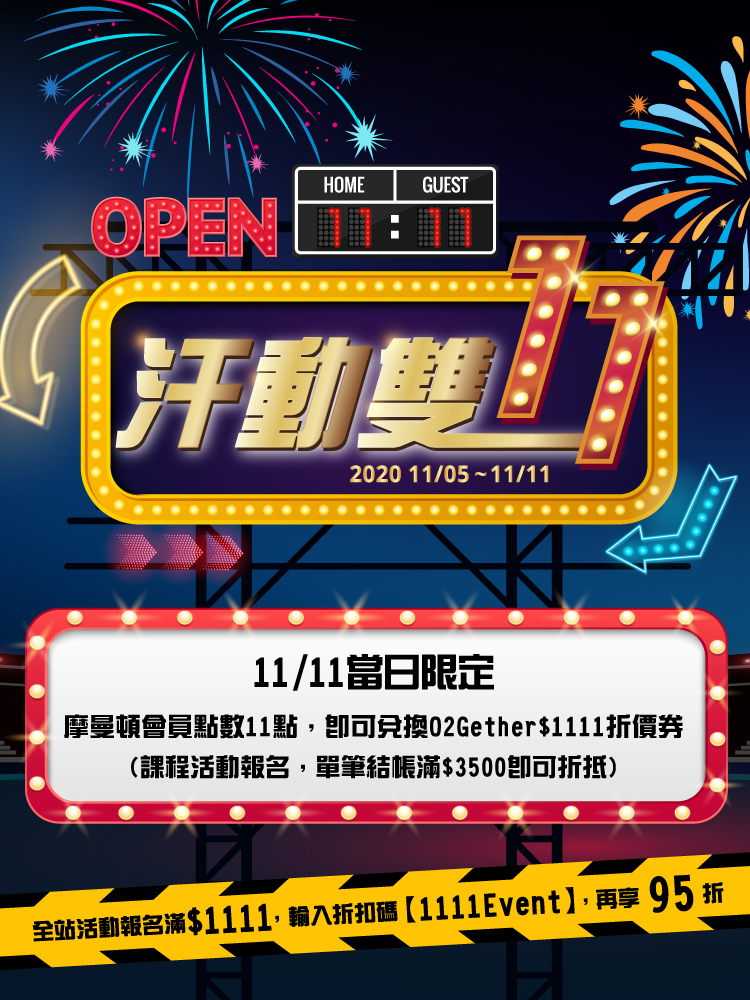 OPEN
HOME GUEST
11:11
汗動雙11
2020 11/05~11/11
11/11當日限定
摩曼頓會員點數11點,即可兌換O2Gether$1111折價券
(課程活動報名,單筆結帳滿$3500即可折抵)
全站活動報名滿$1111,輸入折扣碼【1111Event】,再享95折